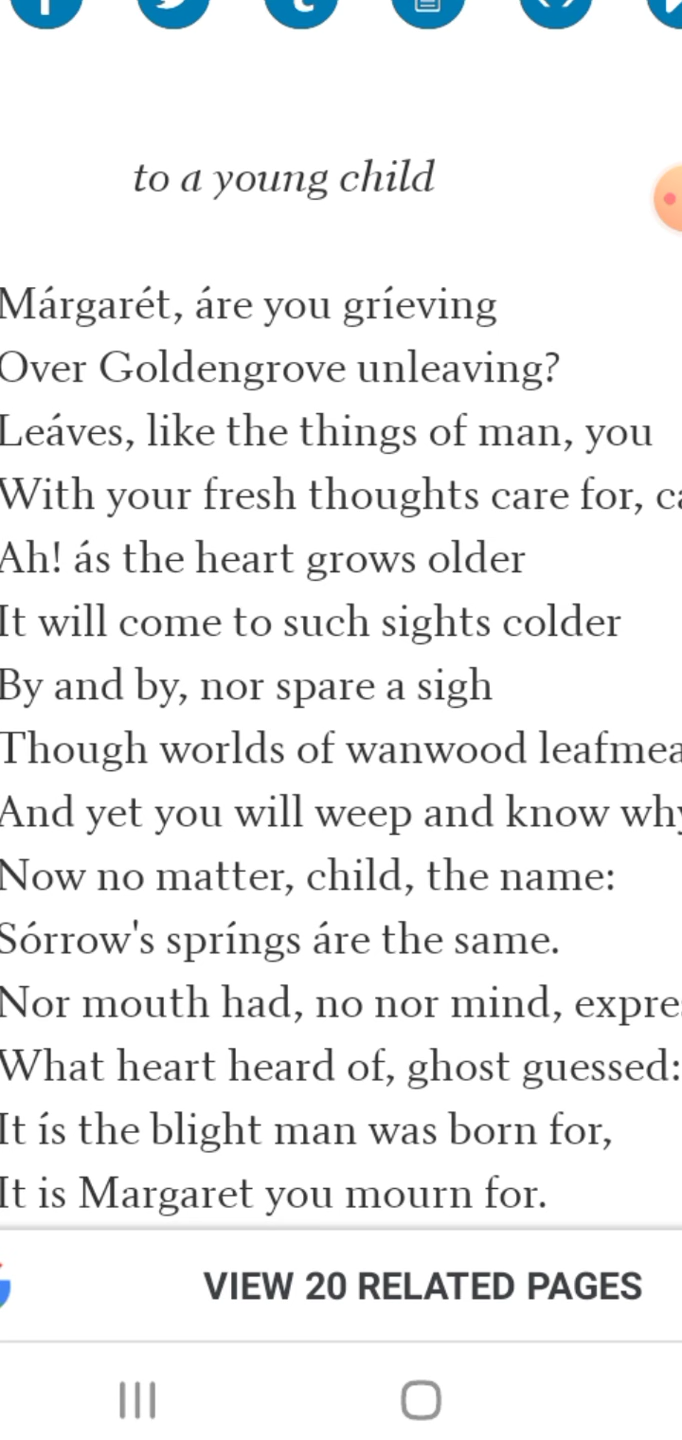 to a young child
Márgarét, áre you gríeving
Over Goldengrove unleaving?
Leáves, like the things of man, you
With your fresh thoughts care for, ca
Ah! ás the heart grows older
It will come to such sights colder
By and by, nor spare a sigh
Though worlds of wanwood leafmea
And yet you will weep and know why
Now no matter, child, the name:
Sórrow's spríngs áre the same.
Nor mouth had, no nor mind, expre
What heart heard of, ghost guessed:
It ís the blight man was born for,
It is Margaret you mourn for.
VIEW 20 RELATED PAGES